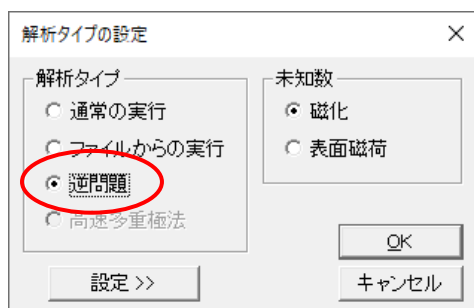 解析タイプの設定
解析タイプ
通常の実行
ファイルからの実行
逆問題
高速多重極法
設定 >>
未知数
磁化
表面磁荷
OK
キャンセル